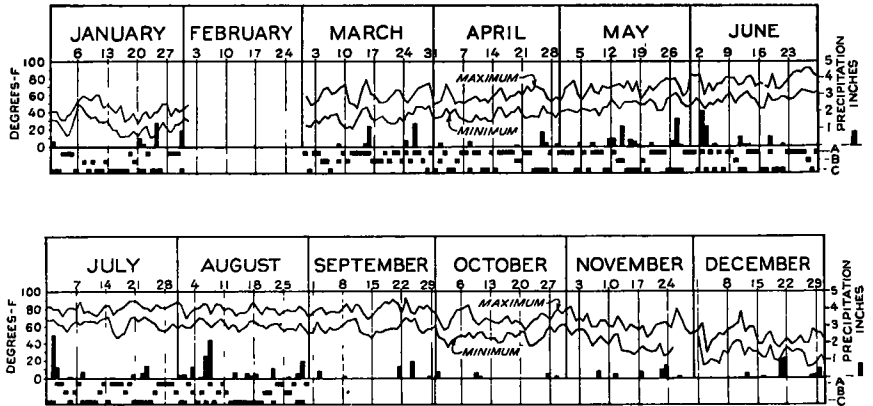 JANUARY FEBRUARY MARCH APRIL MAY JUNE
6 13 20 27 3 10 17 24 3 10 17 24 31 7 14 21 28 5 12 19 26 2 9 16 23
100
80
60
40
20
0
DEGREES-F
MAXIMUM
MINIMUM
5
4
3
2
1
PRECIPITATION
INCHES
A
B
C
JULY AUGUST SEPTEMBER OCTOBER NOVEMBER DECEMBER
7 14 21 28 4 11 18 25 1 8 15 22 29 6 13 20 27 3 10 17 24 1 8 15 22 29
100
80
60
40
20
0
DEGREES-F
MAXIMUM
MINIMUM
5
4
3
2
1
PRECIPITATION
INCHES
A
B
C